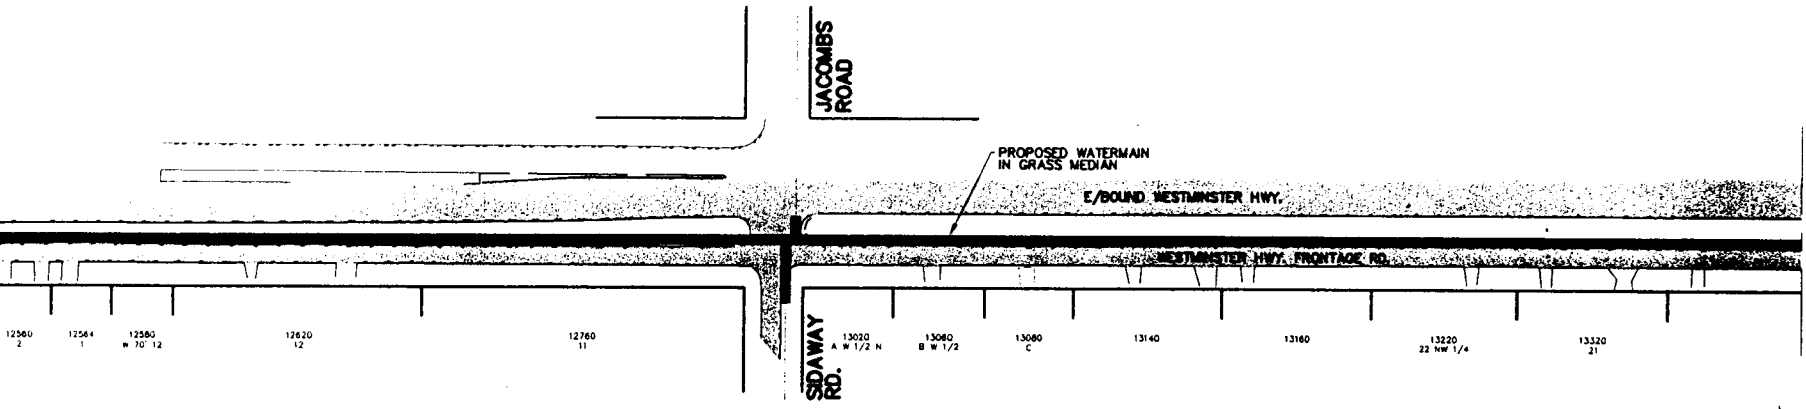 JACOMBS
ROAD
PROPOSED WATERMAIN
IN GRASS MEDIAN
E/BOUND WESTMINSTER HWY.
WESTMINSTER HWY. FRONTAGE RD.
12560
2
12564
1
12580
W 70' 12
12620
12
12760
11
SIDAWAY
RD.
13020
A W 1/2 N
13060
B W 1/2
13080
C
13140
13160
13220
22 NW 1/4
13320
21